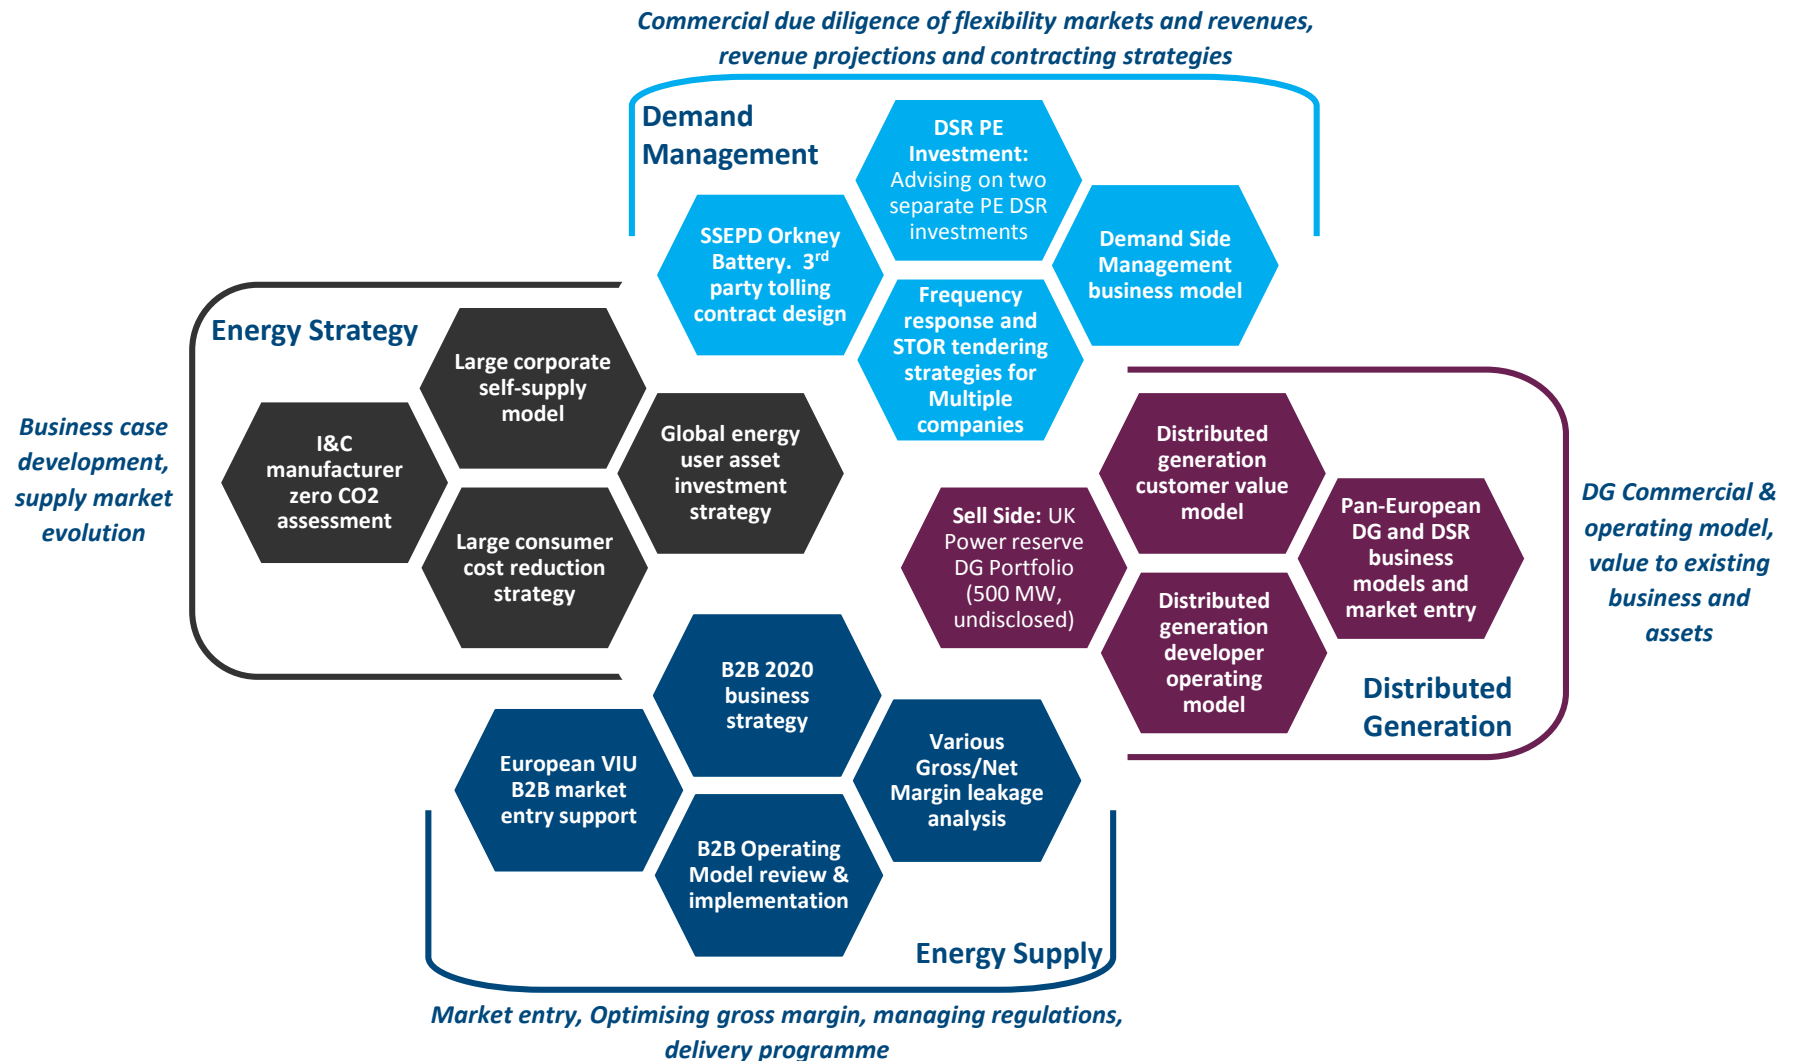 Commercial due diligence of flexibility markets and revenues,
revenue projections and contracting strategies
Demand
Management
DSR PE
Investment:
Advising on two
separate PE DSR
investments
SSEPD Orkney
Battery. 3rd
party tolling
contract design
Demand Side
Management
business model
Frequency
response and
STOR tendering
strategies for
Multiple
companies
Energy Strategy
Large corporate
self-supply
model
I&C
manufacturer
zero CO2
assessment
Global energy
user asset
investment
strategy
Large consumer
cost reduction
strategy
Business case
development,
supply market
evolution
Distributed
generation
customer value
model
Sell Side: UK
Power reserve
DG Portfolio
(500 MW,
undisclosed)
Pan-European
DG and DSR
business
models and
market entry
Distributed
generation
developer
operating
model
Distributed
Generation
DG Commercial &
operating model,
value to existing
business and
assets
B2B 2020
business
strategy
European VIU
B2B market
entry support
Various
Gross/Net
Margin leakage
analysis
B2B Operating
Model review &
implementation
Energy Supply
Market entry, Optimising gross margin, managing regulations,
delivery programme